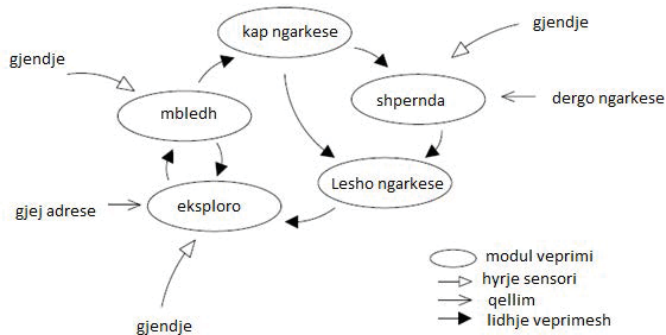 kap ngarkese
gjendje
gjendje
mbledh
shpernda
dergo ngarkese
Lesho ngarkese
gjej adrese
eksploro
gjendje
modul veprimi
hyrje sensori
qellim
lidhje veprimesh